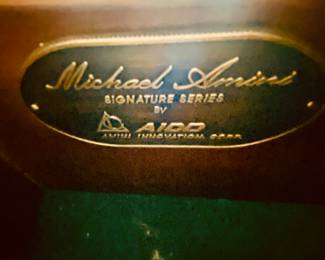 Michael Amini
SIGNATURE SERIES
BY
AICO
AMINI INNOVATION CORP.